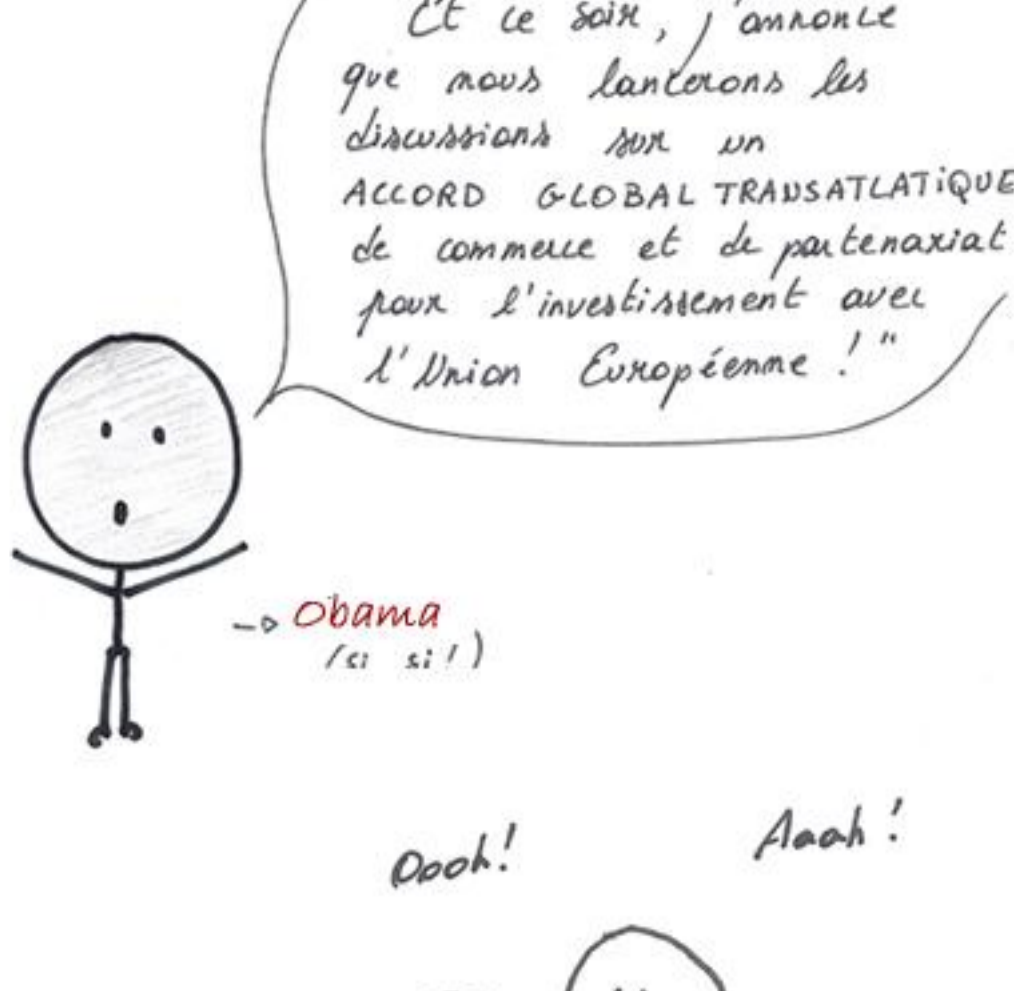 Et ce soir, j'annonce
que nous lancerons les
discussions sur un
ACCORD GLOBAL TRANSATLATiQUE
de commerce et de partenariat
pour l'investissement avec
l'Union Européenne !"
-> Obama
(si si !)
Oooh!
Aaah !